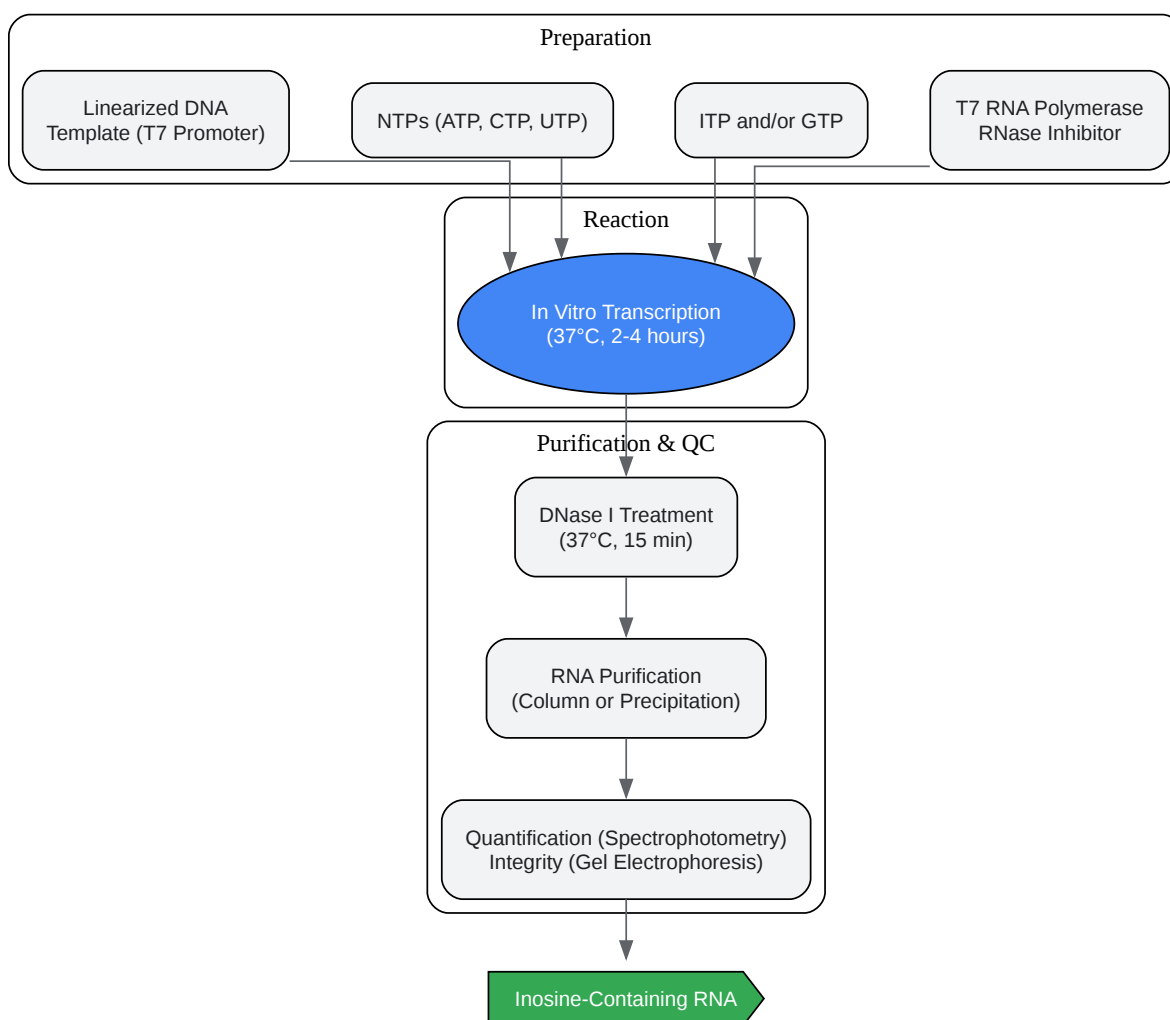 Preparation
Linearized DNA
Template (T7 Promoter)
NTPs (ATP, CTP, UTP)
ITP and/or GTP
T7 RNA Polymerase
RNase Inhibitor
Reaction
In Vitro Transcription
(37°C, 2-4 hours)
Purification & QC
DNase I Treatment
(37°C, 15 min)
RNA Purification
(Column or Precipitation)
Quantification (Spectrophotometry)
Integrity (Gel Electrophoresis)
Inosine-Containing RNA